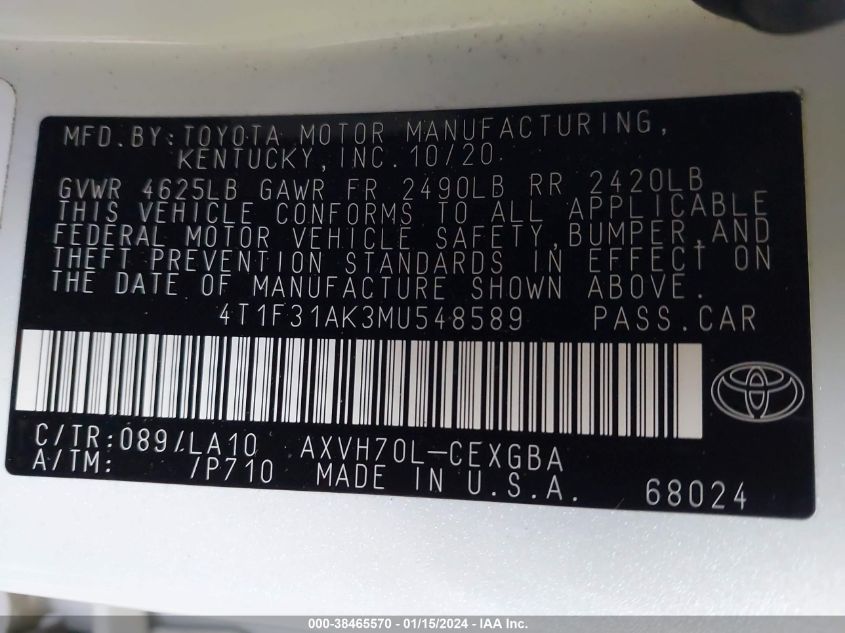 MFD. BY: TOYOTA MOTOR MANUFACTURING,
KENTUCKY, INC. 10/20
GVWR 4625LB GAWR FR 2490LB RR 2420LB
THIS VEHICLE CONFORMS TO ALL APPLICABLE
FEDERAL MOTOR VEHICLE SAFETY, BUMPER, AND
THEFT PREVENTION STANDARDS IN EFFECT ON
THE DATE OF MANUFACTURE SHOWN ABOVE.
4T1F31AK3MU548589 PASS. CAR
C/TR: 089/LA10 AXVH70L-CEXGBA
A/TM: /P710 MADE IN U.S.A. 68024
000-38465570 - 01/15/2024 - IAA Inc.